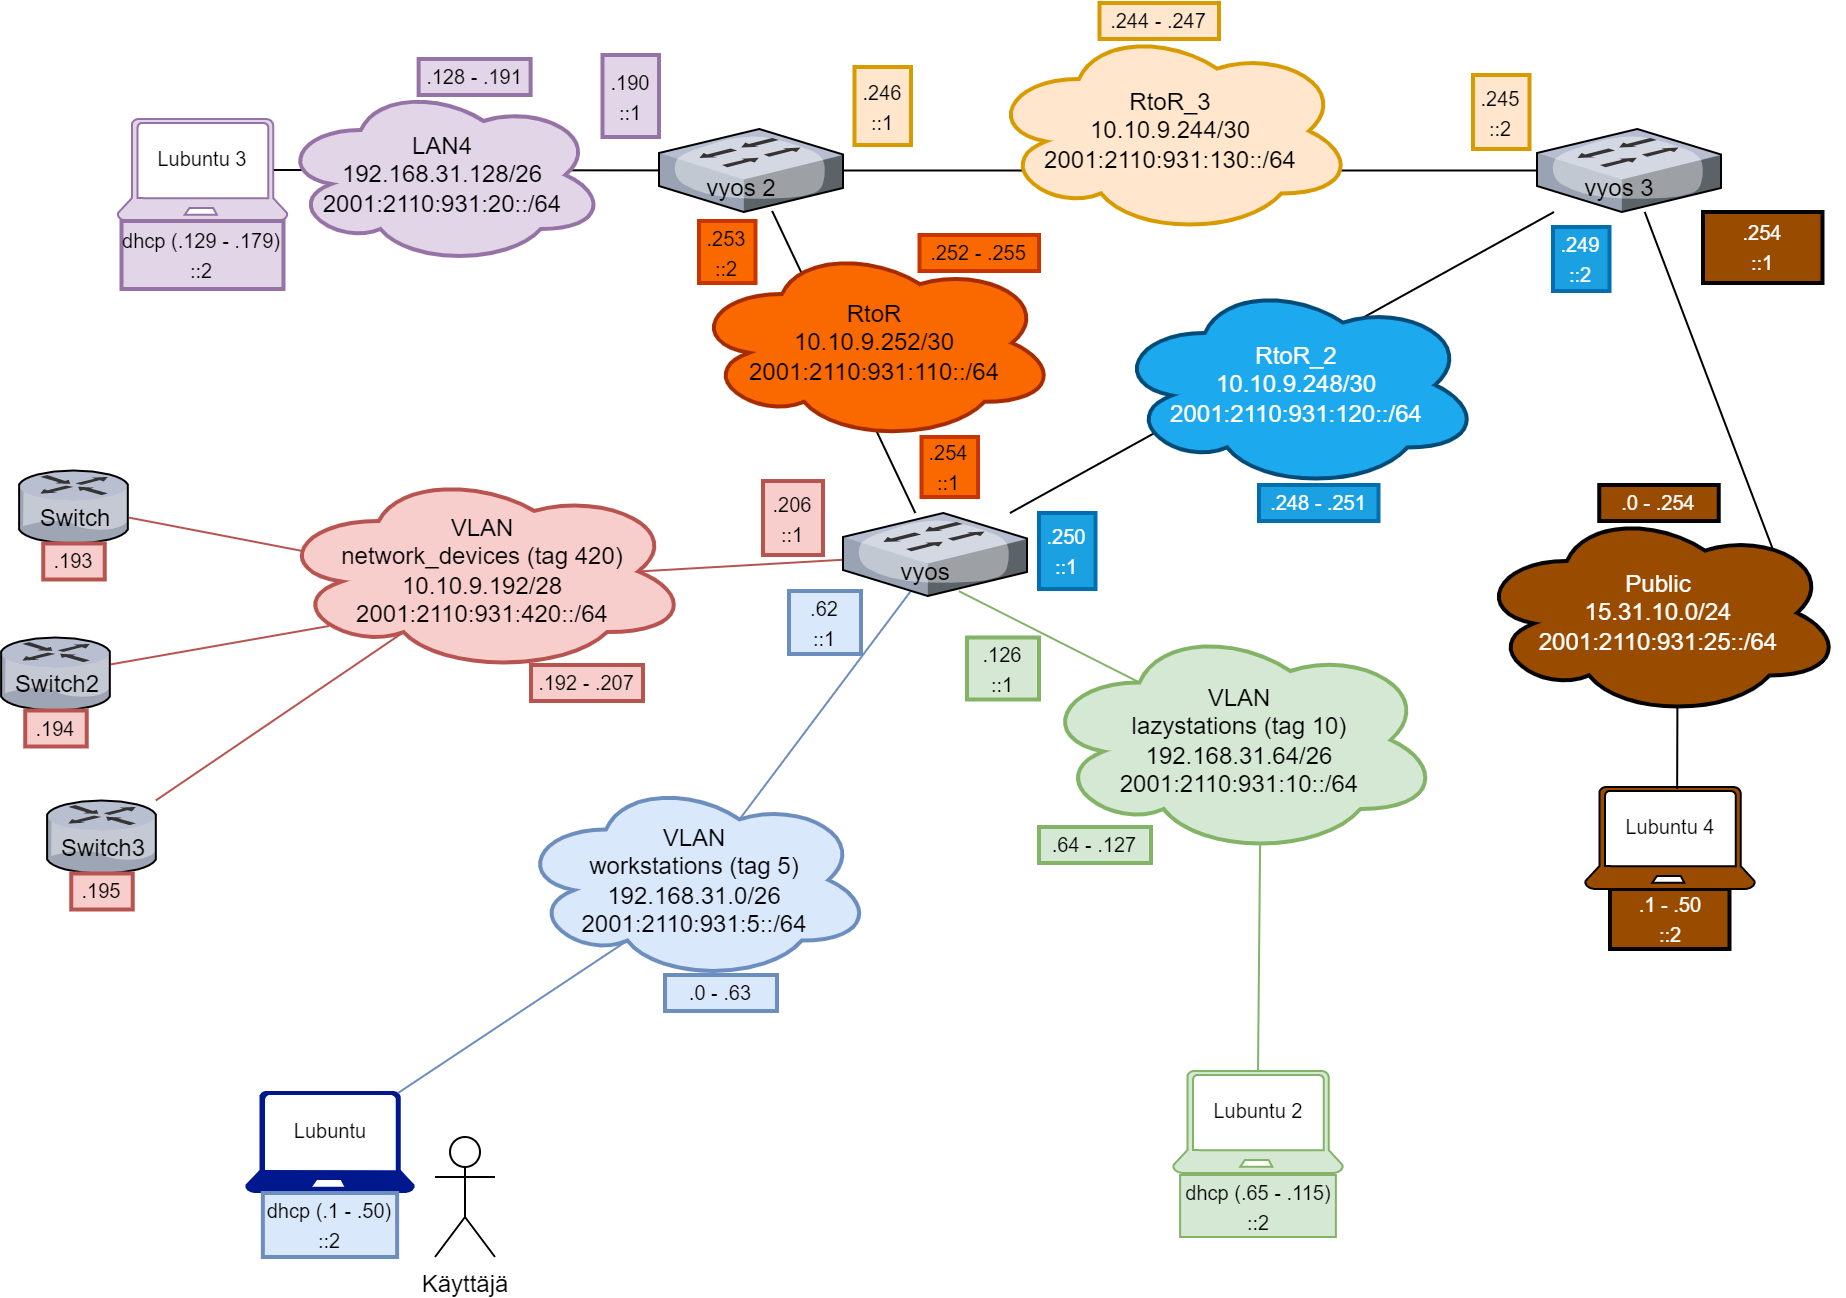 .244 - .247
.128 - .191
.190
::1
.246
::1
RtoR_3
10.10.9.244/30
2001:2110:931:130::/64
.245
::2
Lubuntu 3
LAN4
192.168.31.128/26
2001:2110:931:20::/64
vyos 2
vyos 3
dhcp (.129 - .179)
::2
.253
::2
.252 - .255
.249
::2
.254
::1
RtoR
10.10.9.252/30
2001:2110:931:110::/64
RtoR_2
10.10.9.248/30
2001:2110:931:120::/64
.254
::1
.248 - .251
.0 - .254
Switch
.193
VLAN
network_devices (tag 420)
10.10.9.192/28
2001:2110:931:420::/64
.206
::1
vyos
.250
::1
Public
15.31.10.0/24
2001:2110:931:25::/64
.62
::1
.126
::1
Switch2
.194
.192 - .207
VLAN
lazystations (tag 10)
192.168.31.64/26
2001:2110:931:10::/64
Switch3
.195
VLAN
workstations (tag 5)
192.168.31.0/26
2001:2110:931:5::/64
.64 - .127
Lubuntu 4
.1 - .50
::2
.0 - .63
Lubuntu
dhcp (.1 - .50)
::2
Käyttäjä
Lubuntu 2
dhcp (.65 - .115)
::2